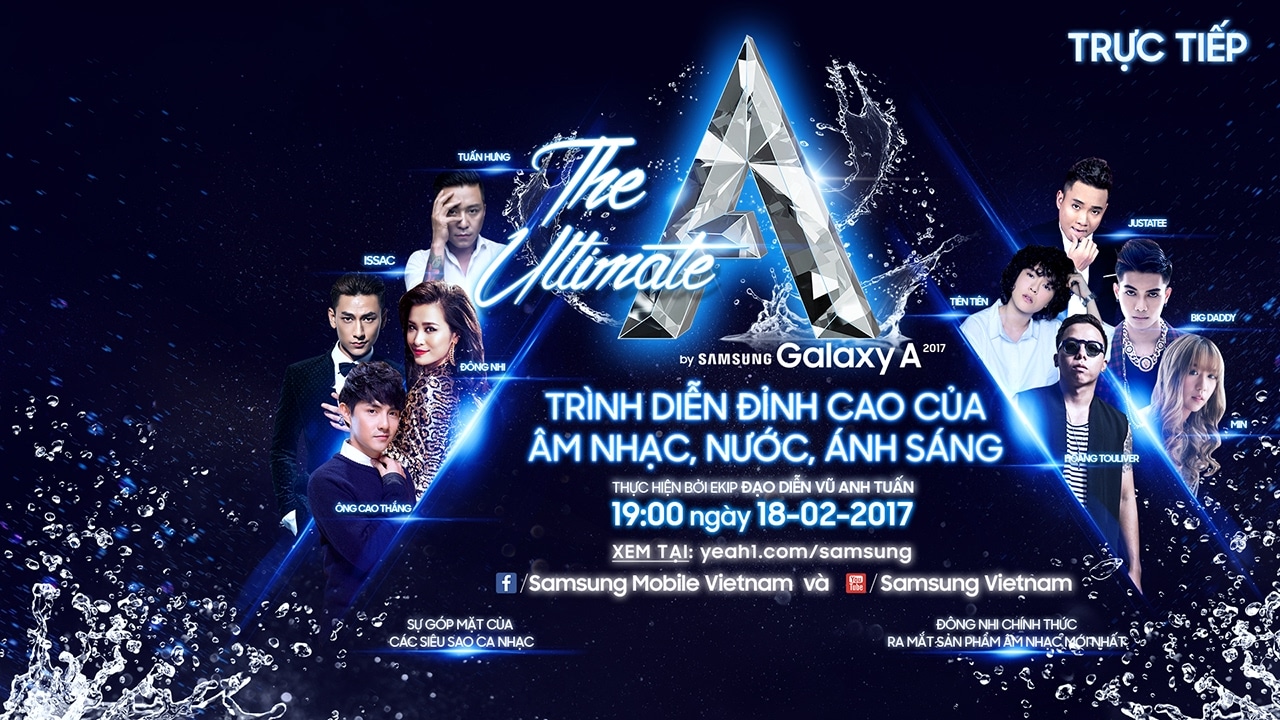 TRỰC TIẾP
The
Ultimate
A
by SAMSUNG Galaxy A 2017
TUẤN HƯNG
ISSAC
ĐÔNG NHI
ÔNG CAO THẮNG
JUSTATEE
TIÊN TIÊN
BIG DADDY
MIN
HOÀNG TOULIVER
TRÌNH DIỄN ĐỈNH CAO CỦA
ÂM NHẠC, NƯỚC, ÁNH SÁNG
THỰC HIỆN BỞI EKIP ĐẠO DIỄN VŨ ANH TUẤN
19:00 ngày 18-02-2017
XEM TẠI: yeah1.com/samsung
f /Samsung Mobile Vietnam và You Tube / Samsung Vietnam
SỰ GÓP MẶT CỦA
CÁC SIÊU SAO CA NHẠC
ĐÔNG NHI CHÍNH THỨC
RA MẮT SẢN PHẨM ÂM NHẠC MỚI NHẤT